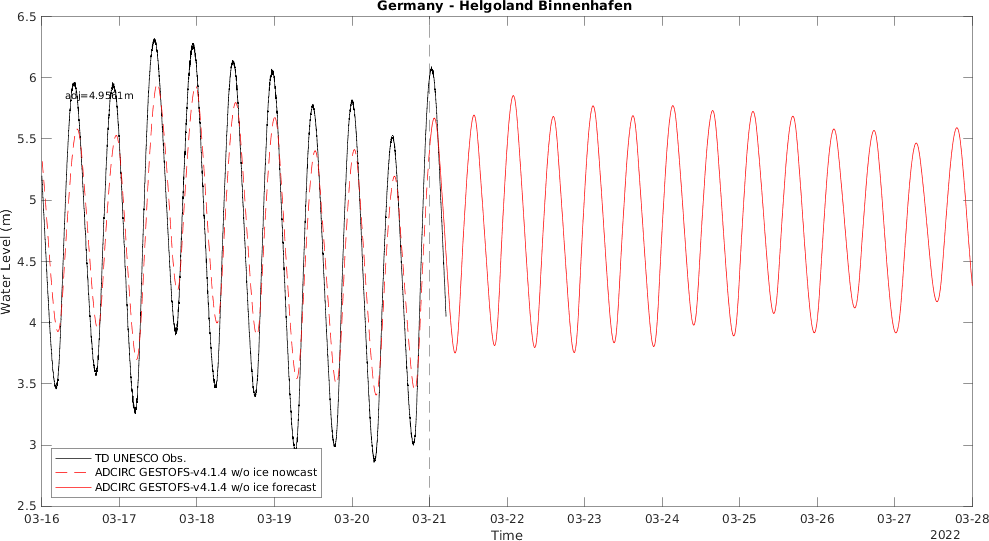 Germany - Helgoland Binnenhafen
6.5
6
5.5
5
4.5
4
3.5
3
2.5
Water Level (m)
adj=4.9561m
TD UNESCO Obs.
ADCIRC GESTOFS-v4.1.4 w/o ice nowcast
ADCIRC GESTOFS-v4.1.4 w/o ice forecast
03-16 03-17 03-18 03-19 03-20 03-21 03-22 03-23 03-24 03-25 03-26 03-27 03-28
Time
2022